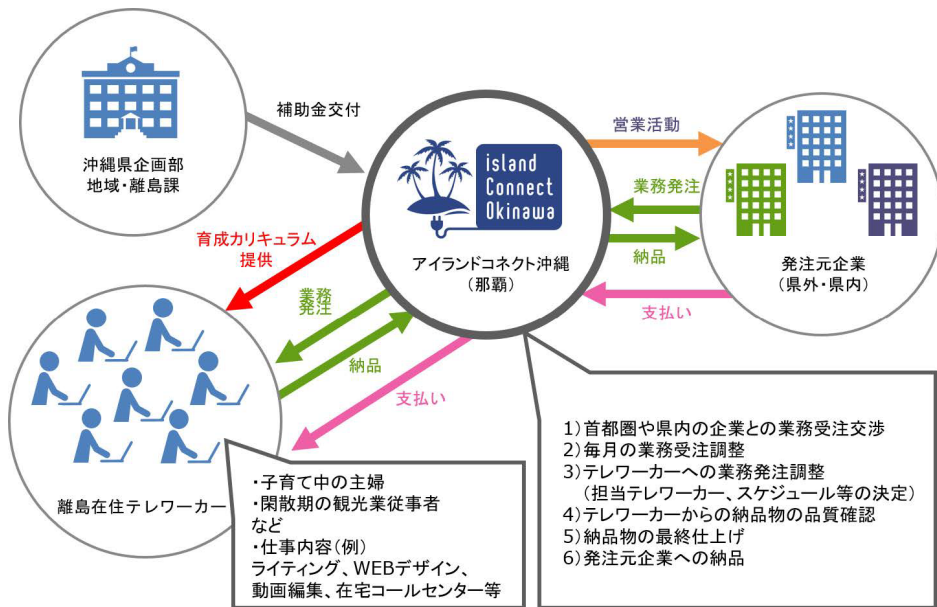 沖縄県企画部
地域・離島課
補助金交付
island
Connect
Okinawa
アイランドコネクト沖縄
（那覇）
営業活動
業務発注
納品
支払い
発注元企業
（県外・県内）
育成カリキュラム
提供
業務
発注
納品
支払い
離島在住テレワーカー
・子育て中の主婦
・閑散期の観光業従事者
など
・仕事内容（例）
ライティング、WEBデザイン、
動画編集、在宅コールセンター等
1）首都圏や県内の企業との業務受注交渉
2）毎月の業務受注調整
3）テレワーカーへの業務発注調整
（担当テレワーカー、スケジュール等の決定）
4）テレワーカーからの納品物の品質確認
5）納品物の最終仕上げ
6）発注元企業への納品